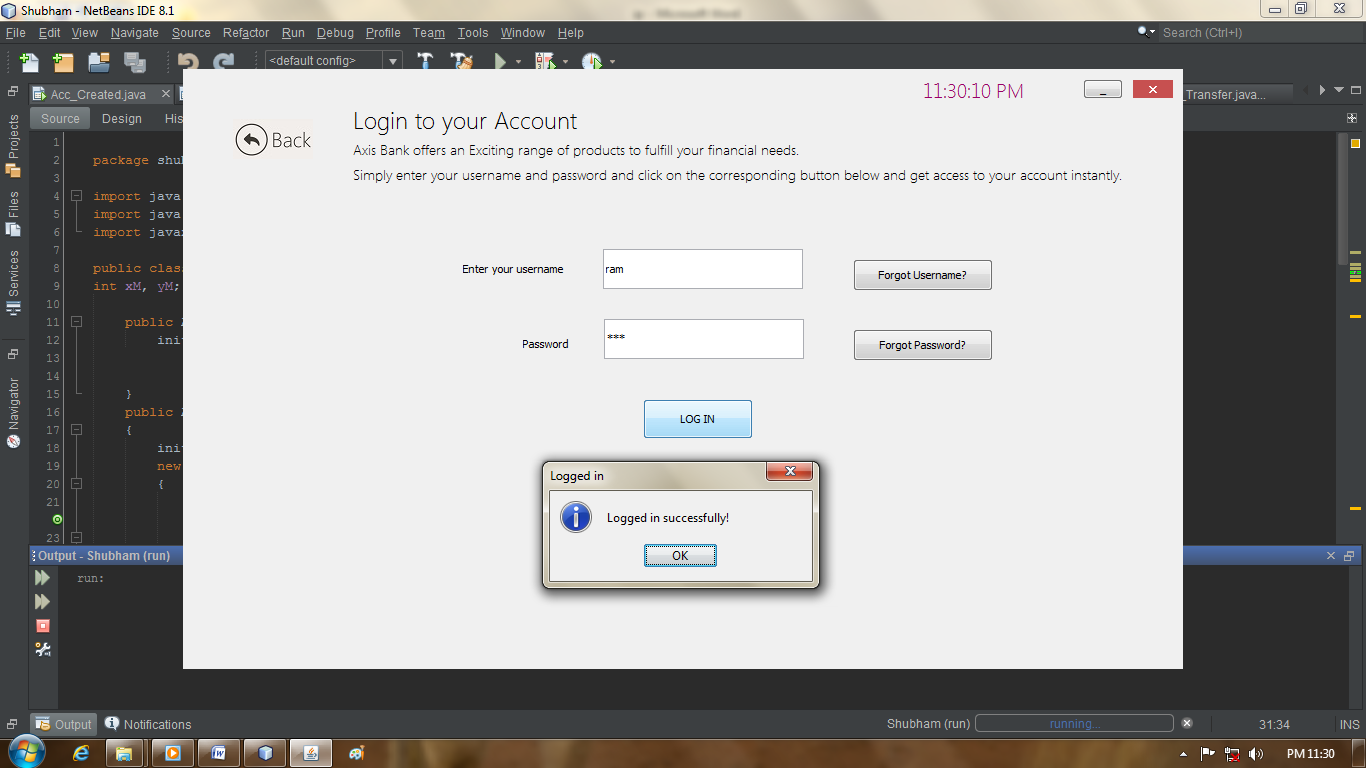 Shubham - NetBeans IDE 8.1
File Edit View Navigate Source Refactor Run Debug Profile Team Tools Window Help
Search (Ctrl+I)
<default config>
Acc_Created.java
_Transfer.java...
Source Design His
Projects
Files
Services
Navigator
11:30:10 PM
Back
Login to your Account
Axis Bank offers an Exciting range of products to fulfill your financial needs.
Simply enter your username and password and click on the corresponding button below and get access to your account instantly.
Enter your username
ram
Forgot Username?
Password
***
Forgot Password?
LOG IN
Logged in
Logged in successfully!
OK
1
2 package shu
3
4 import java
5 import java
6 import java
7
8 public clas
9 int xM, yM;
10
11 public
12 ini
13
14
15 }
16 public
17 {
18 ini
19 new
20 {
21
23
Output - Shubham (run)
run:
Output
Notifications
Shubham (run)
running...
31:34
INS
PM 11:30